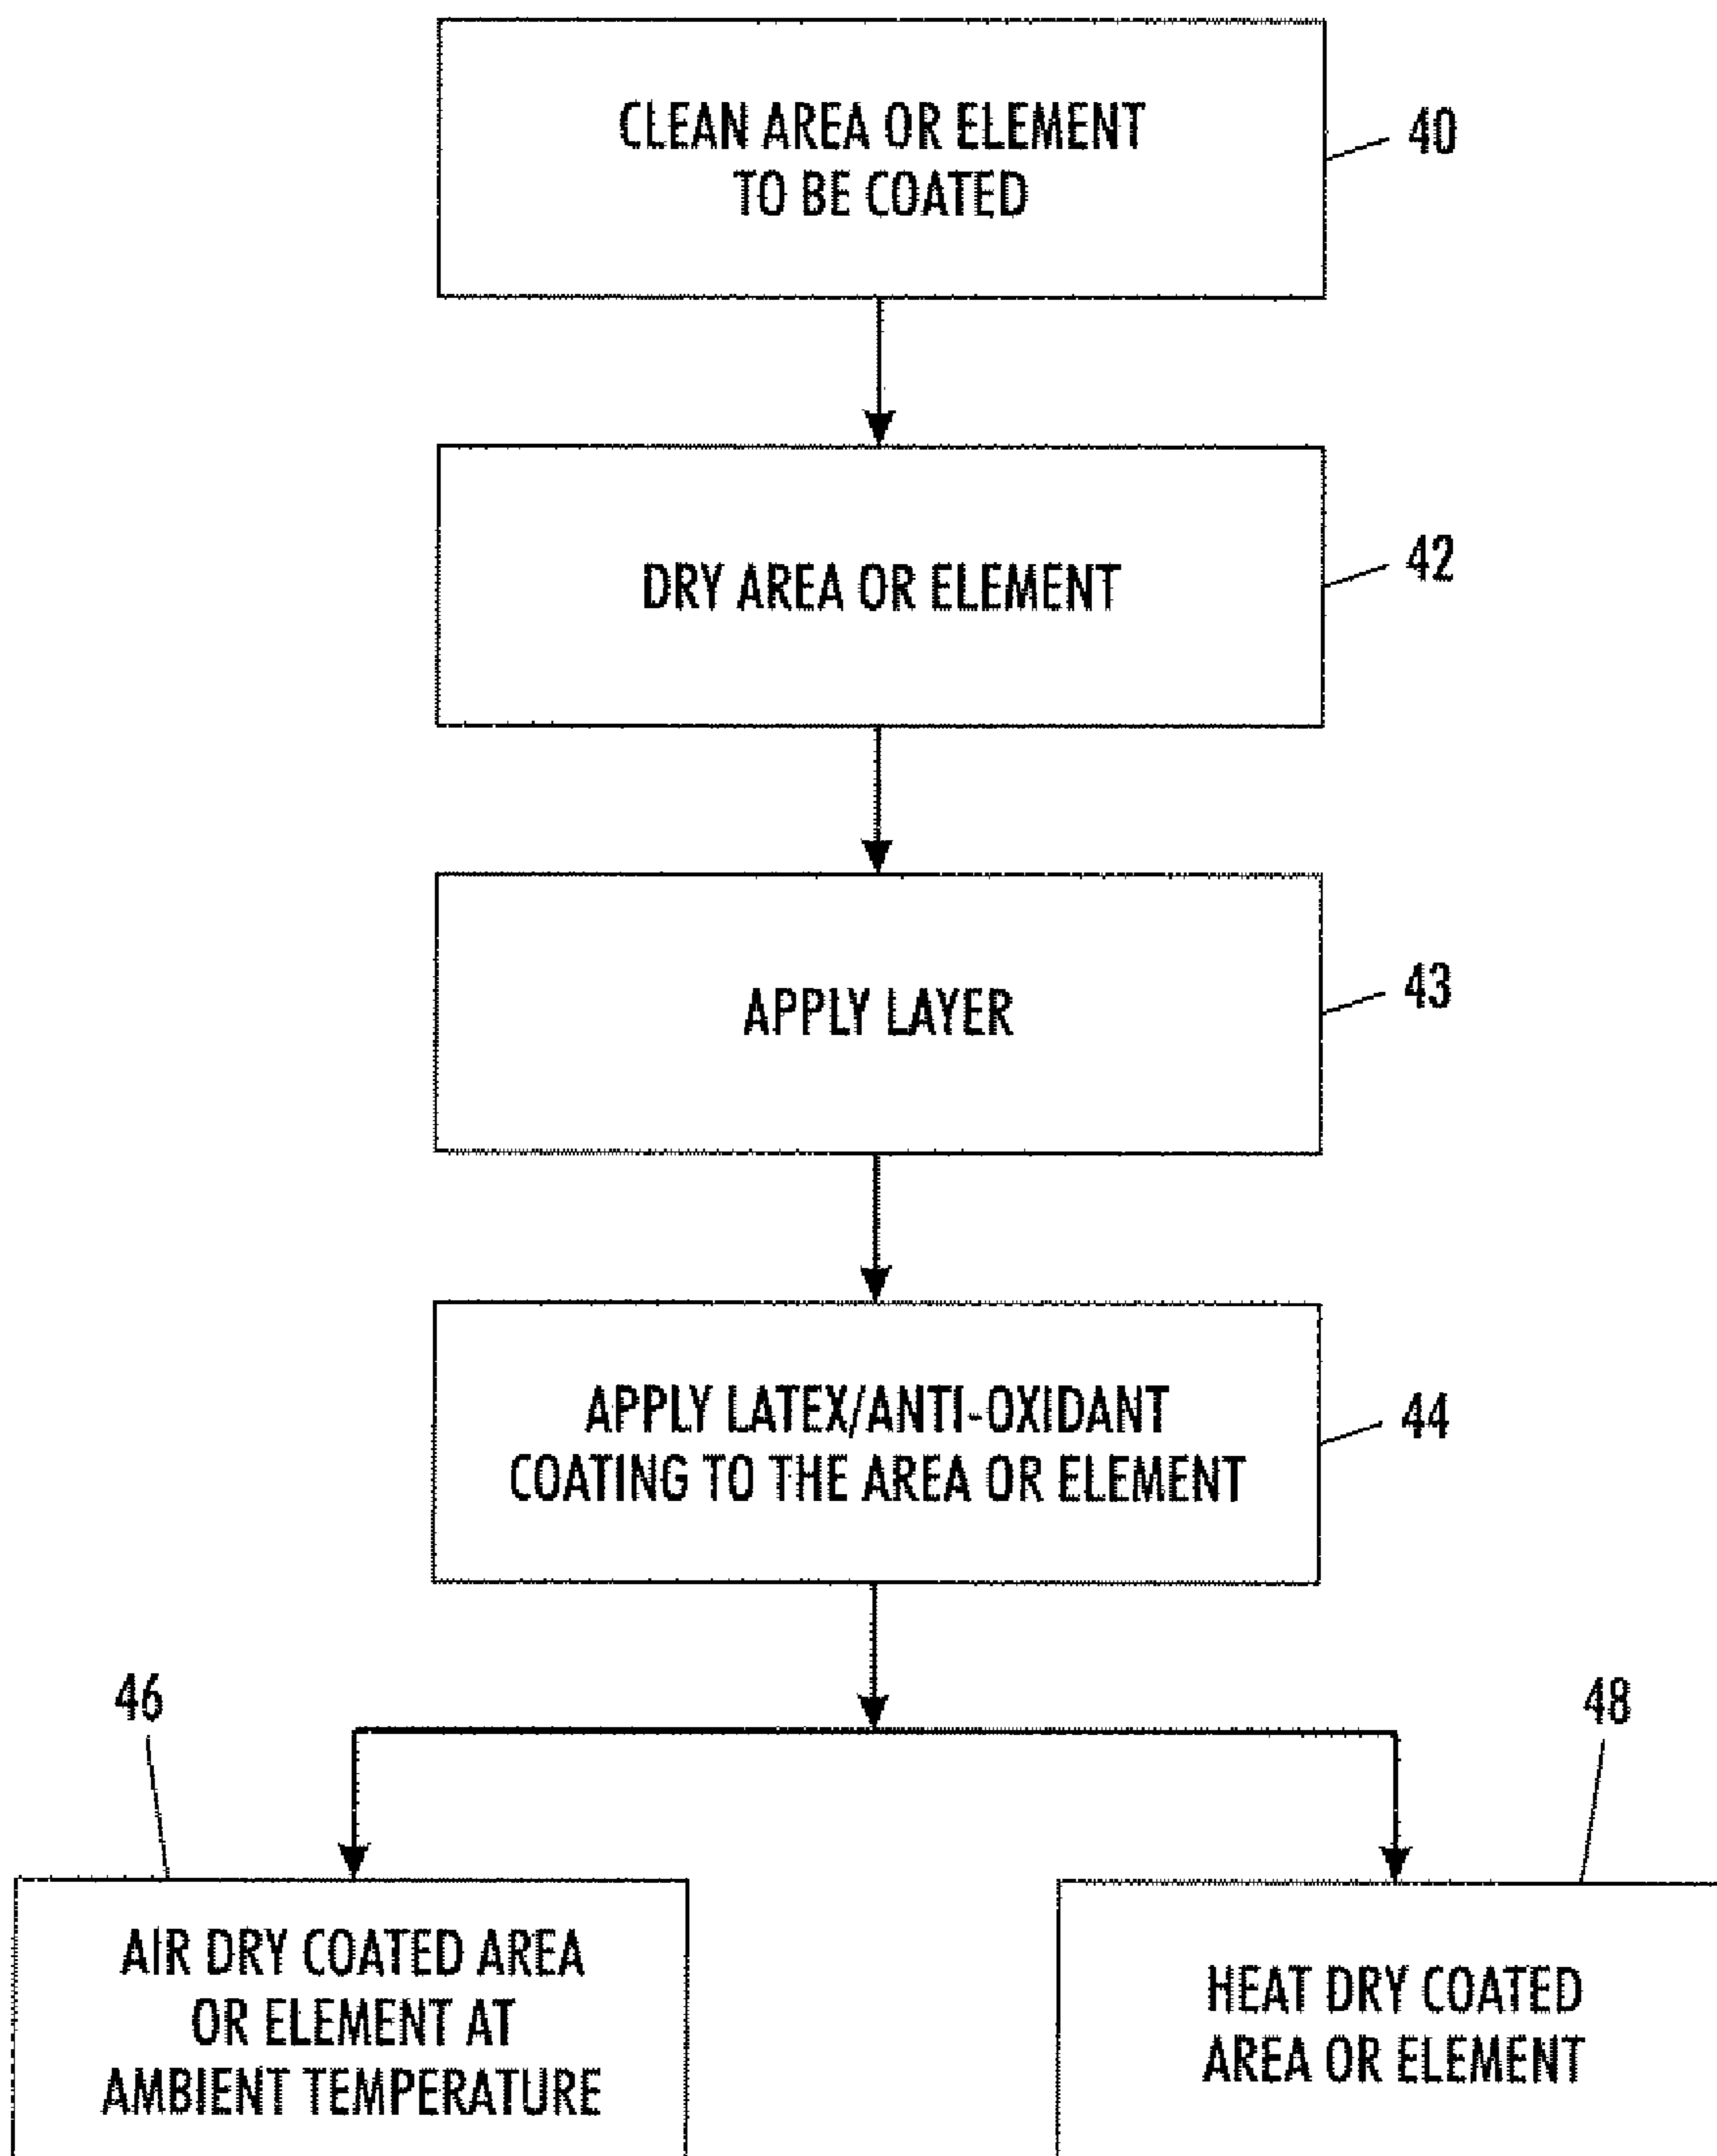 CLEAN AREA OR ELEMENT
TO BE COATED
40
DRY AREA OR ELEMENT
42
APPLY LAYER
43
APPLY LATEX/ANTI-OXIDANT
COATING TO THE AREA OR ELEMENT
44
46
AIR DRY COATED AREA
OR ELEMENT AT
AMBIENT TEMPERATURE
48
HEAT DRY COATED
AREA OR ELEMENT